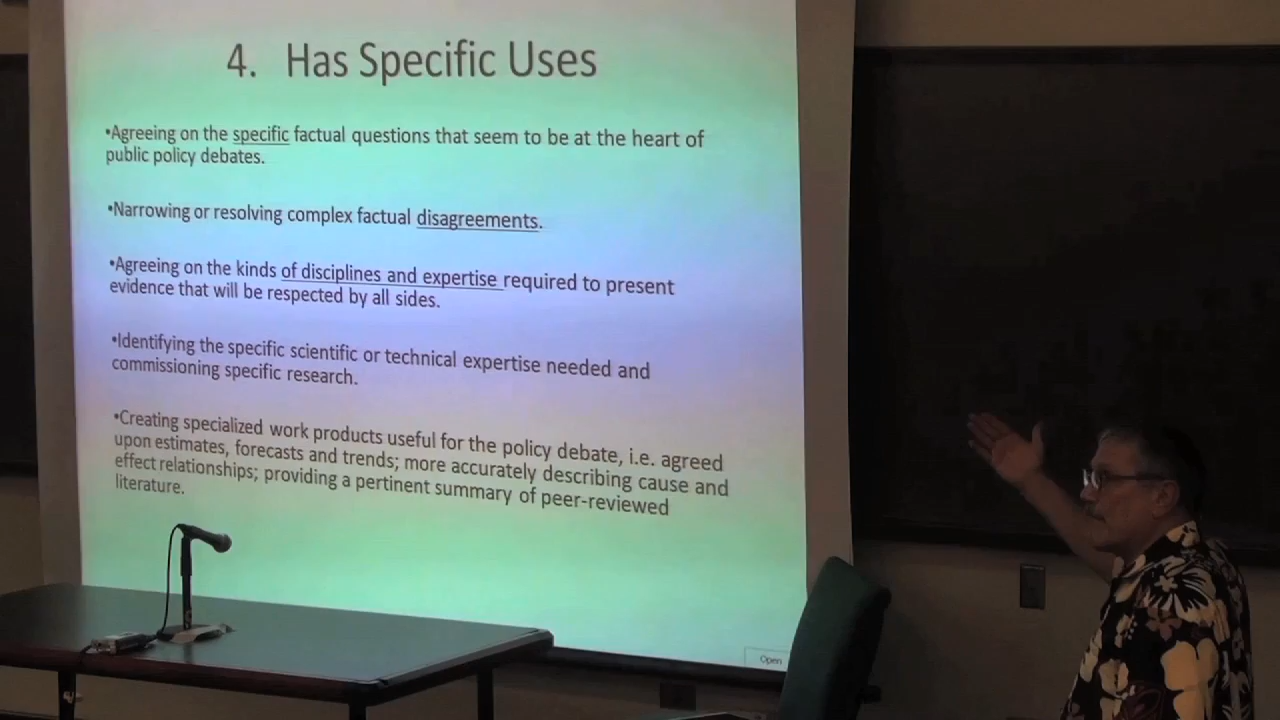 4. Has Specific Uses
•Agreeing on the specific factual questions that seem to be at the heart of
public policy debates.
•Narrowing or resolving complex factual disagreements.
•Agreeing on the kinds of disciplines and expertise required to present
evidence that will be respected by all sides.
•Identifying the specific scientific or technical expertise needed and
commissioning specific research.
•Creating specialized work products useful for the policy debate, i.e. agreed
upon estimates, forecasts and trends; more accurately describing cause and
effect relationships; providing a pertinent summary of peer-reviewed
literature.
Open